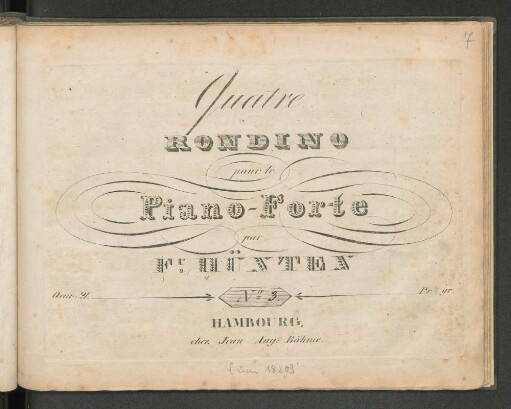 7
Quatre
RONDINO
pour le
Piano-Forte
par
Fr. HÜNTEN
Oeuv. 21. Nº 3. Pr. gr.
HAMBOURG,
chez Jean Aug. Böhme.